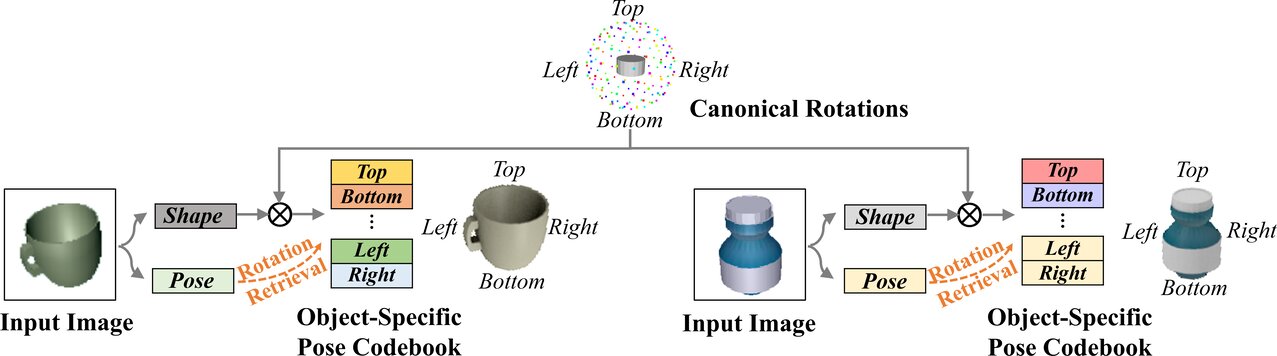 Top
Left
Right
Bottom
Canonical Rotations
Shape
Pose
Rotation
Retrieval
Top
Bottom
Left
Right
Top
Left
Right
Bottom
Input Image
Object-Specific
Pose Codebook
Shape
Pose
Rotation
Retrieval
Top
Bottom
Left
Right
Top
Left
Right
Bottom
Input Image
Object-Specific
Pose Codebook